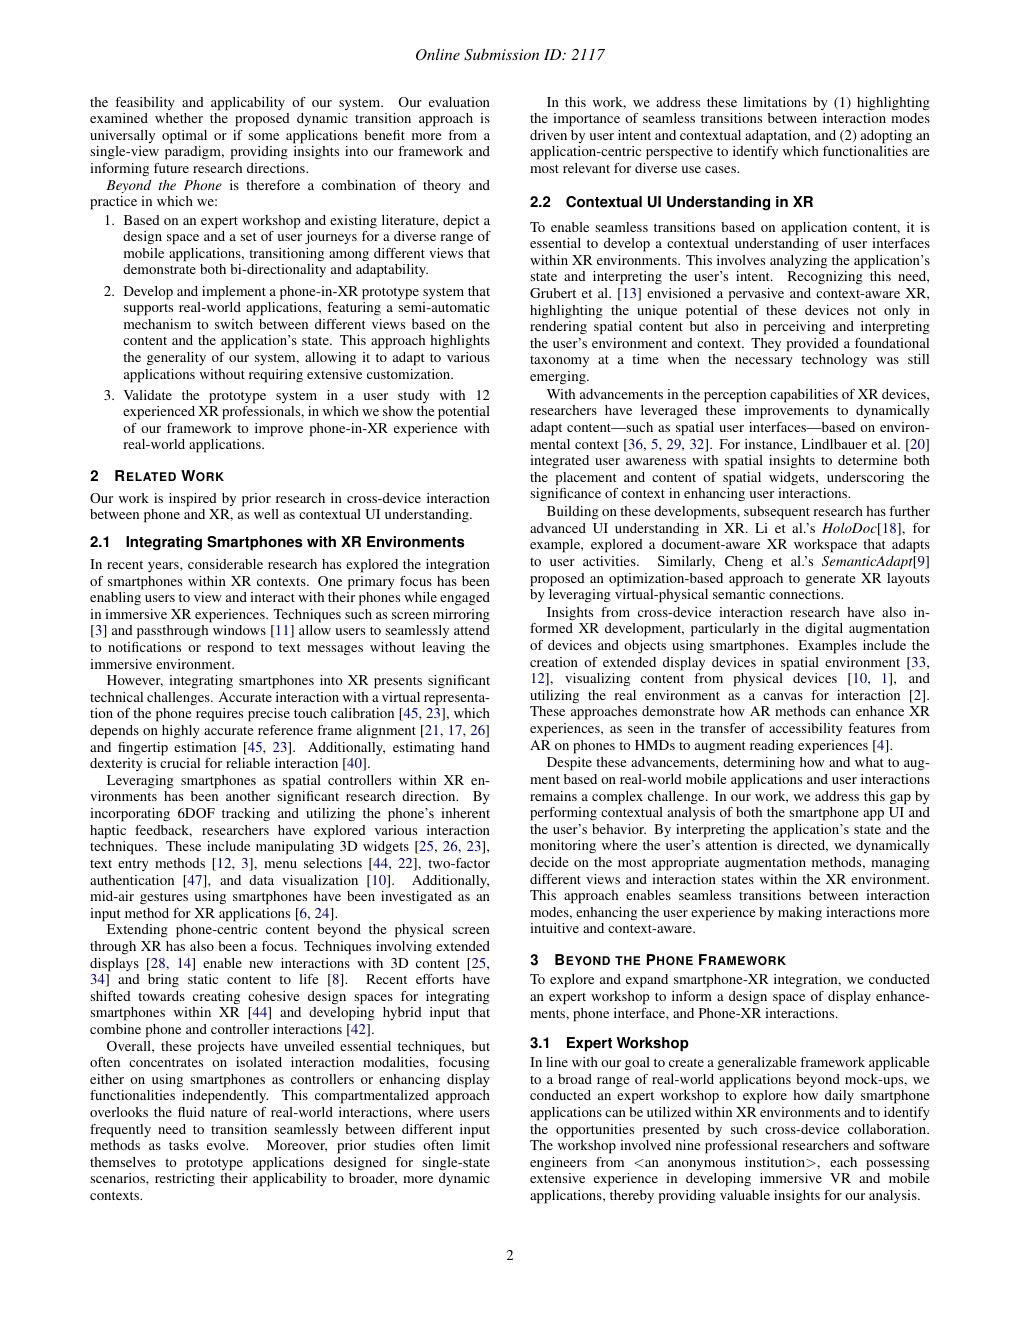 Online Submission ID: 2117
the feasibility and applicability of our system. Our evaluation
examined whether the proposed dynamic transition approach is
universally optimal or if some applications benefit more from a
single-view paradigm, providing insights into our framework and
informing future research directions.
Beyond the Phone is therefore a combination of theory and
practice in which we:
1. Based on an expert workshop and existing literature, depict a
design space and a set of user journeys for a diverse range of
mobile applications, transitioning among different views that
demonstrate both bi-directionality and adaptability.
2. Develop and implement a phone-in-XR prototype system that
supports real-world applications, featuring a semi-automatic
mechanism to switch between different views based on the
content and the application's state. This approach highlights
the generality of our system, allowing it to adapt to various
applications without requiring extensive customization.
3. Validate the prototype system in a user study with 12
experienced XR professionals, in which we show the potential
of our framework to improve phone-in-XR experience with
real-world applications.
2 RELATED WORK
Our work is inspired by prior research in cross-device interaction
between phone and XR, as well as contextual UI understanding.
2.1 Integrating Smartphones with XR Environments
In recent years, considerable research has explored the integration
of smartphones within XR contexts. One primary focus has been
enabling users to view and interact with their phones while engaged
in immersive XR experiences. Techniques such as screen mirroring
[3] and passthrough windows [11] allow users to seamlessly attend
to notifications or respond to text messages without leaving the
immersive environment.
However, integrating smartphones into XR presents significant
technical challenges. Accurate interaction with a virtual representa-
tion of the phone requires precise touch calibration [45, 23], which
depends on highly accurate reference frame alignment [21, 17, 26]
and fingertip estimation [45, 23]. Additionally, estimating hand
dexterity is crucial for reliable interaction [40].
Leveraging smartphones as spatial controllers within XR en-
vironments has been another significant research direction. By
incorporating 6DOF tracking and utilizing the phone's inherent
haptic feedback, researchers have explored various interaction
techniques. These include manipulating 3D widgets [25, 26, 23],
text entry methods [12, 3], menu selections [44, 22], two-factor
authentication [47], and data visualization [10]. Additionally,
mid-air gestures using smartphones have been investigated as an
input method for XR applications [6, 24].
Extending phone-centric content beyond the physical screen
through XR has also been a focus. Techniques involving extended
displays [28, 14] enable new interactions with 3D content [25,
34] and bring static content to life [8]. Recent efforts have
shifted towards creating cohesive design spaces for integrating
smartphones within XR [44] and developing hybrid input that
combine phone and controller interactions [42].
Overall, these projects have unveiled essential techniques, but
often concentrates on isolated interaction modalities, focusing
either on using smartphones as controllers or enhancing display
functionalities independently. This compartmentalized approach
overlooks the fluid nature of real-world interactions, where users
frequently need to transition seamlessly between different input
methods as tasks evolve. Moreover, prior studies often limit
themselves to prototype applications designed for single-state
scenarios, restricting their applicability to broader, more dynamic
contexts.
In this work, we address these limitations by (1) highlighting
the importance of seamless transitions between interaction modes
driven by user intent and contextual adaptation, and (2) adopting an
application-centric perspective to identify which functionalities are
most relevant for diverse use cases.
2.2 Contextual UI Understanding in XR
To enable seamless transitions based on application content, it is
essential to develop a contextual understanding of user interfaces
within XR environments. This involves analyzing the application's
state and interpreting the user's intent. Recognizing this need,
Grubert et al. [13] envisioned a pervasive and context-aware XR,
highlighting the unique potential of these devices not only in
rendering spatial content but also in perceiving and interpreting
the user's environment and context. They provided a foundational
taxonomy at a time when the necessary technology was still
emerging.
With advancements in the perception capabilities of XR devices,
researchers have leveraged these improvements to dynamically
adapt content—such as spatial user interfaces—based on environ-
mental context [36, 5, 29, 32]. For instance, Lindlbauer et al. [20]
integrated user awareness with spatial insights to determine both
the placement and content of spatial widgets, underscoring the
significance of context in enhancing user interactions.
Building on these developments, subsequent research has further
advanced UI understanding in XR. Li et al.'s HoloDoc[18], for
example, explored a document-aware XR workspace that adapts
to user activities. Similarly, Cheng et al.'s SemanticAdapt[9]
proposed an optimization-based approach to generate XR layouts
by leveraging virtual-physical semantic connections.
Insights from cross-device interaction research have also in-
formed XR development, particularly in the digital augmentation
of devices and objects using smartphones. Examples include the
creation of extended display devices in spatial environment [33,
12], visualizing content from physical devices [10, 1], and
utilizing the real environment as a canvas for interaction [2].
These approaches demonstrate how AR methods can enhance XR
experiences, as seen in the transfer of accessibility features from
AR on phones to HMDs to augment reading experiences [4].
Despite these advancements, determining how and what to aug-
ment based on real-world mobile applications and user interactions
remains a complex challenge. In our work, we address this gap by
performing contextual analysis of both the smartphone app UI and
the user's behavior. By interpreting the application's state and the
monitoring where the user's attention is directed, we dynamically
decide on the most appropriate augmentation methods, managing
different views and interaction states within the XR environment.
This approach enables seamless transitions between interaction
modes, enhancing the user experience by making interactions more
intuitive and context-aware.
3 BEYOND THE PHONE FRAMEWORK
To explore and expand smartphone-XR integration, we conducted
an expert workshop to inform a design space of display enhance-
ments, phone interface, and Phone-XR interactions.
3.1 Expert Workshop
In line with our goal to create a generalizable framework applicable
to a broad range of real-world applications beyond mock-ups, we
conducted an expert workshop to explore how daily smartphone
applications can be utilized within XR environments and to identify
the opportunities presented by such cross-device collaboration.
The workshop involved nine professional researchers and software
engineers from <an anonymous institution>, each possessing
extensive experience in developing immersive VR and mobile
applications, thereby providing valuable insights for our analysis.
2